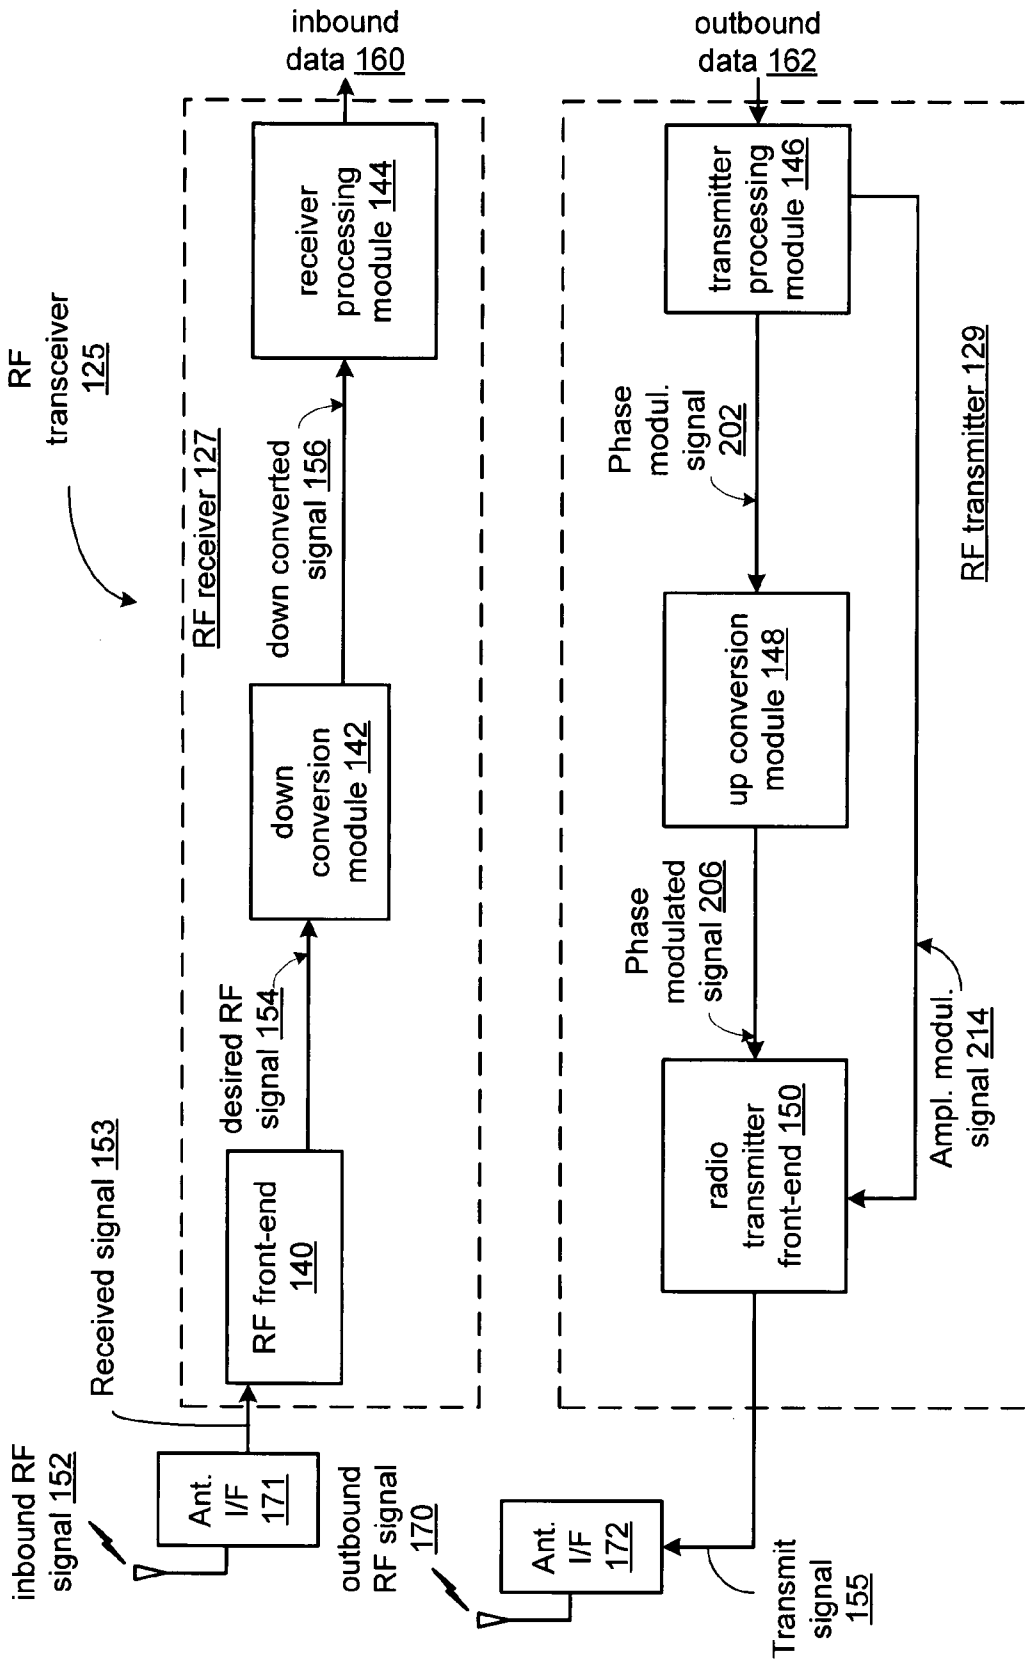 RF
transceiver
125
inbound RF
signal 152
Ant.
I/F
171
Received signal 153
RF front-end
140
desired RF
signal 154
down
conversion
module 142
down converted
signal 156
RF receiver 127
receiver
processing
module 144
inbound
data 160
outbound
data 162
transmitter
processing
module 146
Phase
modul.
signal
202
up conversion
module 148
Phase
modulated
signal 206
radio
transmitter
front-end 150
Ampl. modul.
signal 214
RF transmitter 129
Transmit
signal
155
Ant.
I/F
172
outbound
RF signal
170